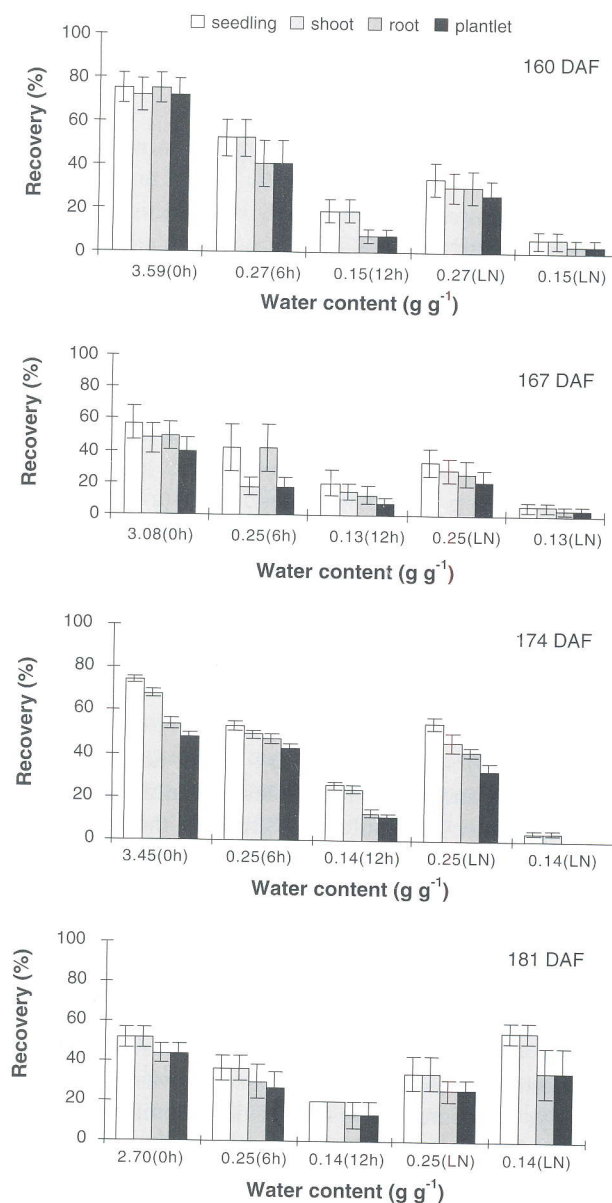 seedling shoot root plantlet
160 DAF
Recovery (%)
100
80
60
40
20
0
3.59(0h) 0.27(6h) 0.15(12h) 0.27(LN) 0.15(LN)
Water content (g g⁻¹)
167 DAF
Recovery (%)
100
80
60
40
20
0
3.08(0h) 0.25(6h) 0.13(12h) 0.25(LN) 0.13(LN)
Water content (g g⁻¹)
174 DAF
Recovery (%)
100
80
60
40
20
0
3.45(0h) 0.25(6h) 0.14(12h) 0.25(LN) 0.14(LN)
Water content (g g⁻¹)
181 DAF
Recovery (%)
100
80
60
40
20
0
2.70(0h) 0.25(6h) 0.14(12h) 0.25(LN) 0.14(LN)
Water content (g g⁻¹)